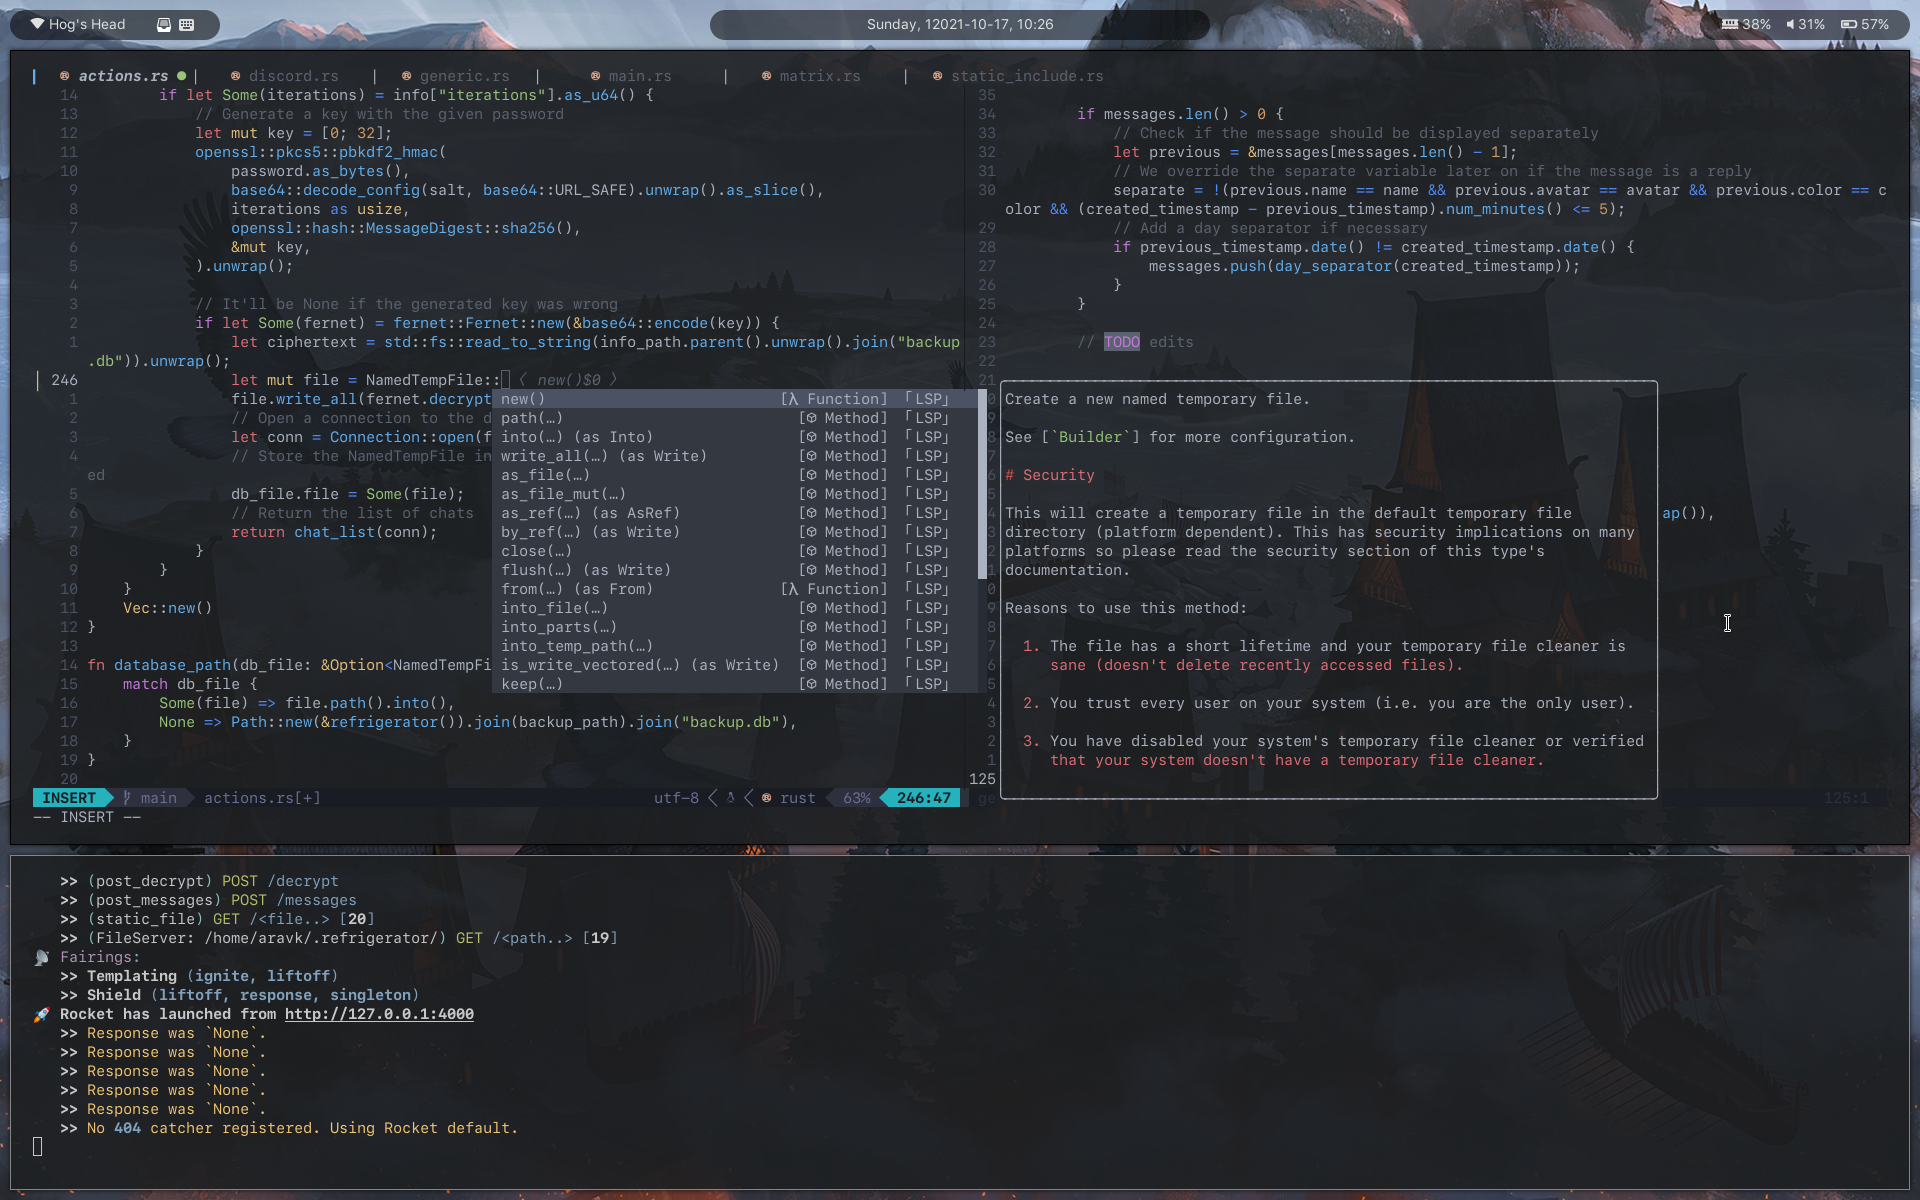 Hog's Head
Sunday, 12021-10-17, 10:26
38% 31% 57%
actions.rs ● | discord.rs | generic.rs | main.rs | matrix.rs | static_include.rs
14 if let Some(iterations) = info["iterations"].as_u64() {
13 // Generate a key with the given password
12 let mut key = [0; 32];
11 openssl::pkcs5::pbkdf2_hmac(
10 password.as_bytes(),
9 base64::decode_config(salt, base64::URL_SAFE).unwrap().as_slice(),
8 iterations as usize,
7 openssl::hash::MessageDigest::sha256(),
6 &mut key,
5 ).unwrap();
4
3 // It'll be None if the generated key was wrong
2 if let Some(fernet) = fernet::Fernet::new(&base64::encode(key)) {
1 let ciphertext = std::fs::read_to_string(info_path.parent().unwrap().join("backup
.db")).unwrap();
246 let mut file = NamedTempFile:: ⟨ new()$0 ⟩
1 file.write_all(fernet.decrypt
2 // Open a connection to the d
3 let conn = Connection::open(f
4 // Store the NamedTempFile in
ed
5 db_file.file = Some(file);
6 // Return the list of chats
7 return chat_list(conn);
8 }
9 }
10 }
11 Vec::new()
12 }
13
14 fn database_path(db_file: &Option<NamedTempFi
15 match db_file {
16 Some(file) => file.path().into(),
17 None => Path::new(&refrigerator()).join(backup_path).join("backup.db"),
18 }
19 }
20
new() [λ Function] 「LSP」
path(…) [Method] 「LSP」
into(…) (as Into) [Method] 「LSP」
write_all(…) (as Write) [Method] 「LSP」
as_file(…) [Method] 「LSP」
as_file_mut(…) [Method] 「LSP」
as_ref(…) (as AsRef) [Method] 「LSP」
by_ref(…) (as Write) [Method] 「LSP」
close(…) [Method] 「LSP」
flush(…) (as Write) [Method] 「LSP」
from(…) (as From) [λ Function] 「LSP」
into_file(…) [Method] 「LSP」
into_parts(…) [Method] 「LSP」
into_temp_path(…) [Method] 「LSP」
is_write_vectored(…) (as Write) [Method] 「LSP」
keep(…) [Method] 「LSP」
INSERT main actions.rs[+] utf-8 rust 63% 246:47
-- INSERT --
35
34 if messages.len() > 0 {
33 // Check if the message should be displayed separately
32 let previous = &messages[messages.len() - 1];
31 // We override the separate variable later on if the message is a reply
30 separate = !(previous.name == name && previous.avatar == avatar && previous.color == c
olor && (created_timestamp - previous_timestamp).num_minutes() <= 5);
29 // Add a day separator if necessary
28 if previous_timestamp.date() != created_timestamp.date() {
27 messages.push(day_separator(created_timestamp));
26 }
25 }
24
23 // TODO edits
22
21
Create a new named temporary file.
See [`Builder`] for more configuration.
# Security
This will create a temporary file in the default temporary file
directory (platform dependent). This has security implications on many
platforms so please read the security section of this type's
documentation.
Reasons to use this method:
1. The file has a short lifetime and your temporary file cleaner is
sane (doesn't delete recently accessed files).
2. You trust every user on your system (i.e. you are the only user).
3. You have disabled your system's temporary file cleaner or verified
that your system doesn't have a temporary file cleaner.
ap()),
125
ge 125:1
>> (post_decrypt) POST /decrypt
>> (post_messages) POST /messages
>> (static_file) GET /<file..> [20]
>> (FileServer: /home/aravk/.refrigerator/) GET /<path..> [19]
Fairings:
>> Templating (ignite, liftoff)
>> Shield (liftoff, response, singleton)
Rocket has launched from http://127.0.0.1:4000
>> Response was `None`.
>> Response was `None`.
>> Response was `None`.
>> Response was `None`.
>> Response was `None`.
>> No 404 catcher registered. Using Rocket default.